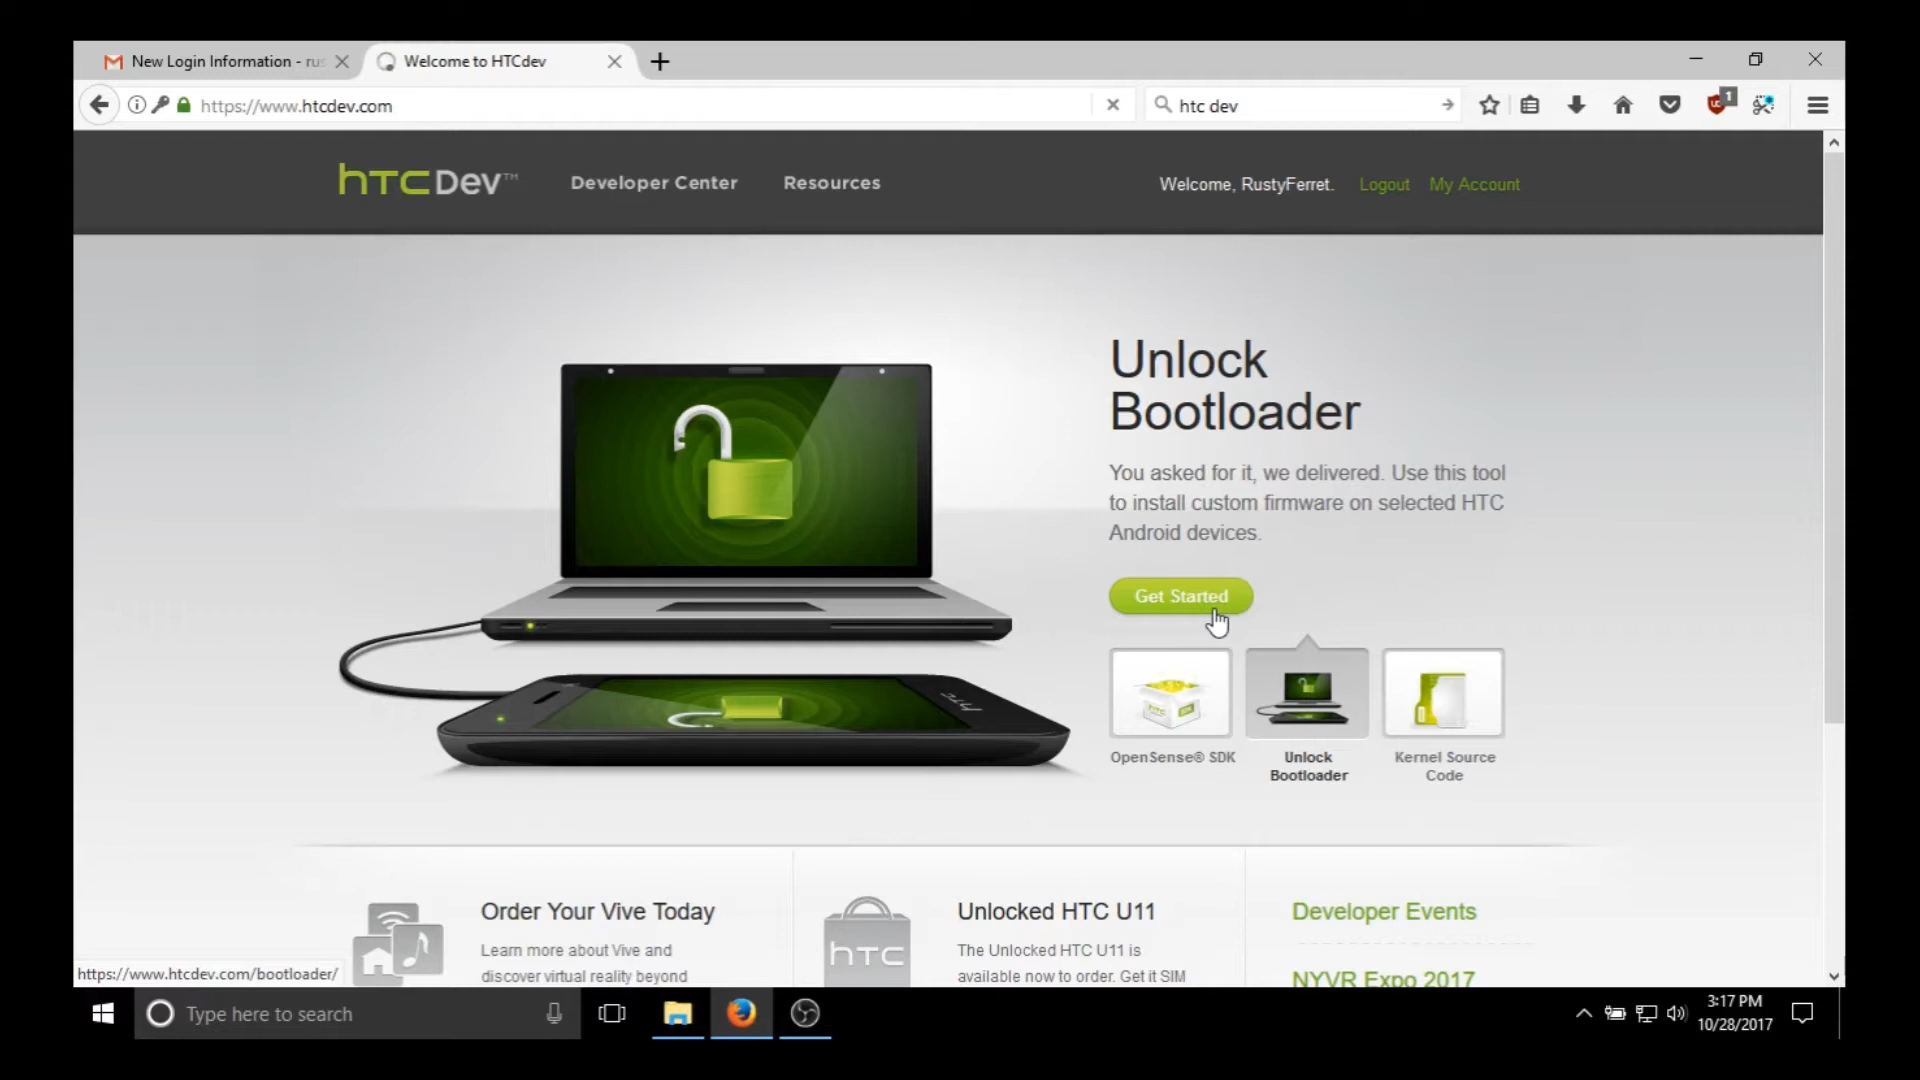 New Login Information - rus
Welcome to HTCdev
https://www.htcdev.com
htc dev
1
hTC Dev™
Developer Center
Resources
Welcome, RustyFerret.
Logout
My Account
Unlock
Bootloader
You asked for it, we delivered. Use this tool
to install custom firmware on selected HTC
Android devices.
Get Started
OpenSense® SDK
Unlock
Bootloader
Kernel Source
Code
Order Your Vive Today
Learn more about Vive and
discover virtual reality beyond
hTC
Unlocked HTC U11
The Unlocked HTC U11 is
available now to order. Get it SIM
Developer Events
NYVR Expo 2017
https://www.htcdev.com/bootloader/
Type here to search
3:17 PM
10/28/2017